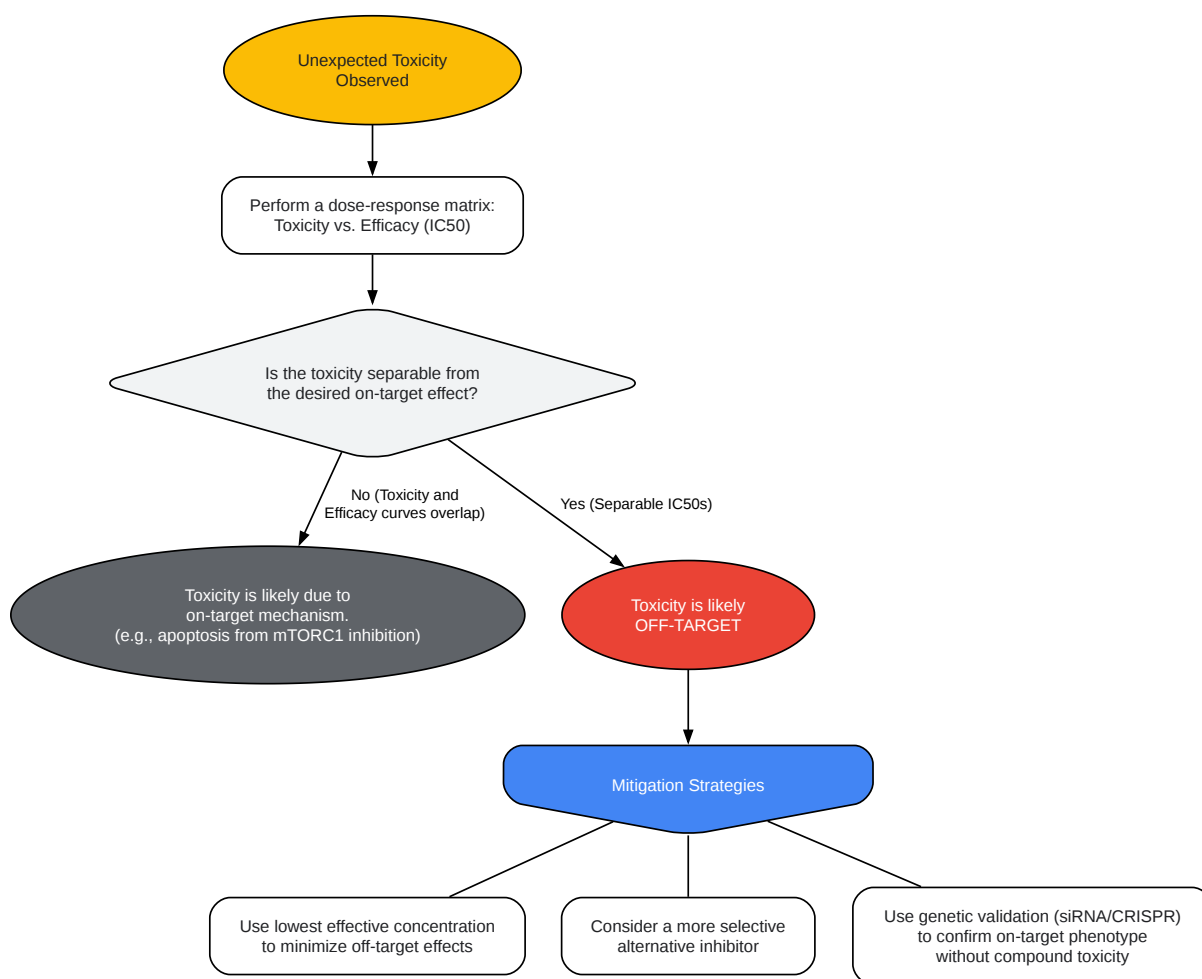 Unexpected Toxicity
Observed
Perform a dose-response matrix:
Toxicity vs. Efficacy (IC50)
Is the toxicity separable from
the desired on-target effect?
No (Toxicity and
Efficacy curves overlap)
Yes (Separable IC50s)
Toxicity is likely due to
on-target mechanism.
(e.g., apoptosis from mTORC1 inhibition)
Toxicity is likely
OFF-TARGET
Mitigation Strategies
Use lowest effective concentration
to minimize off-target effects
Consider a more selective
alternative inhibitor
Use genetic validation (siRNA/CRISPR)
to confirm on-target phenotype
without compound toxicity